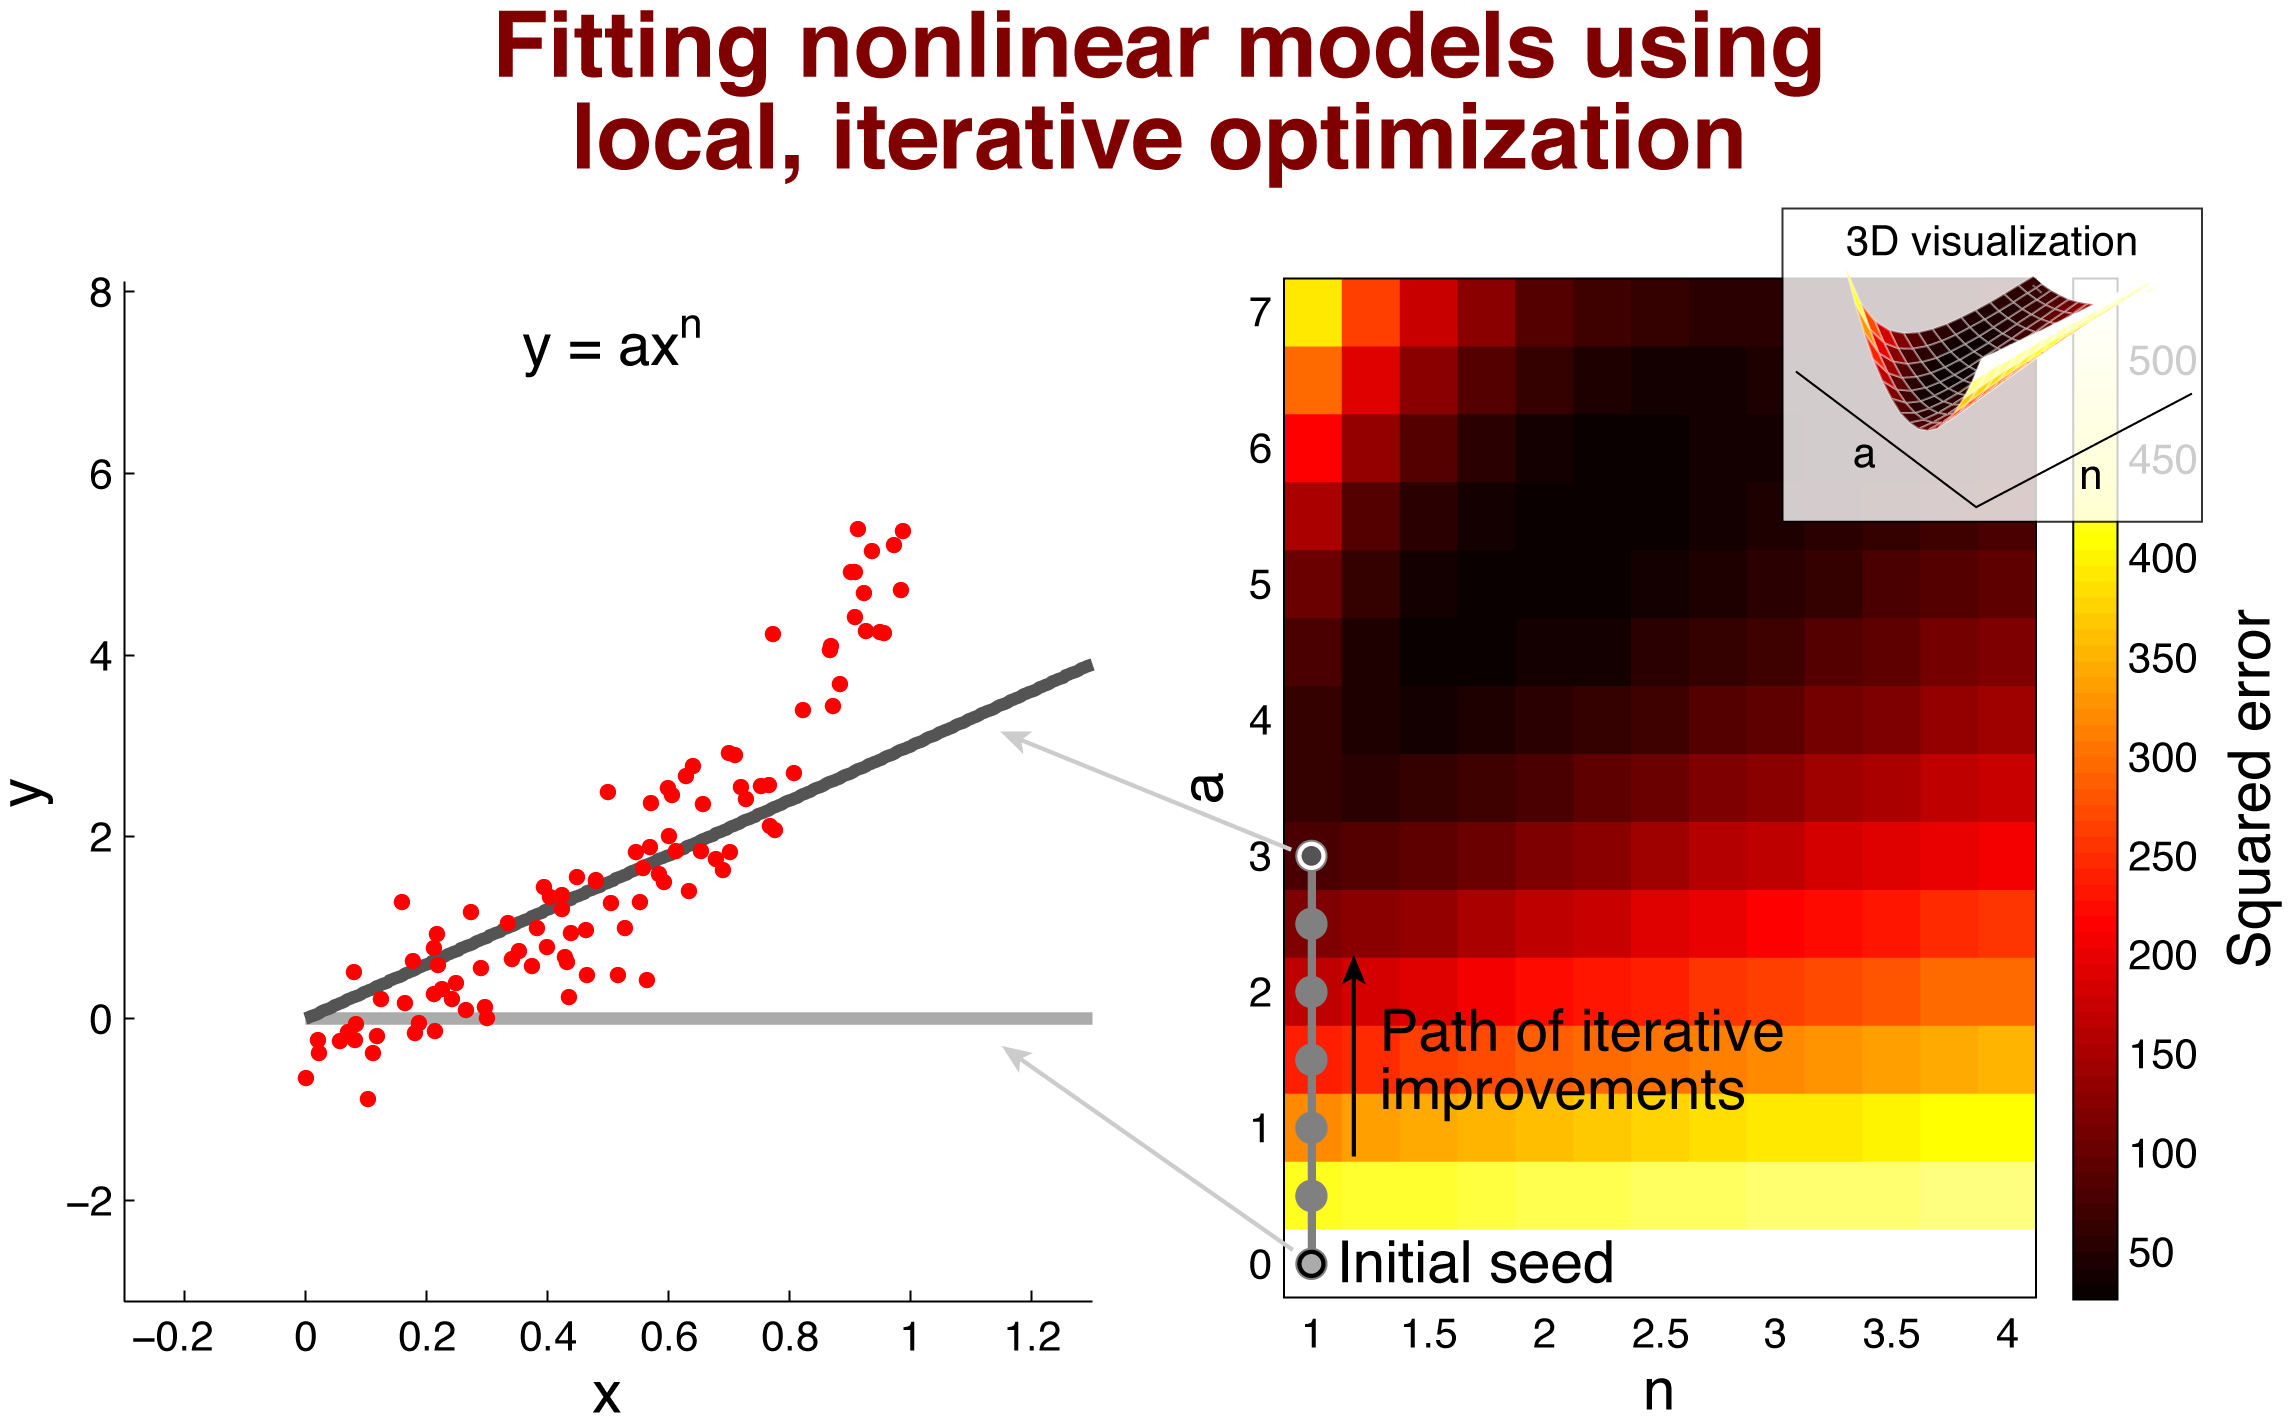 Fitting nonlinear models using
local, iterative optimization
3D visualization
a
n
y = ax^n
8
6
4
2
0
−2
y
−0.2 0 0.2 0.4 0.6 0.8 1 1.2
x
7
6
5
4
3
2
1
0
a
Path of iterative
improvements
Initial seed
1 1.5 2 2.5 3 3.5 4
n
500
450
400
350
300
250
200
150
100
50
Squared error